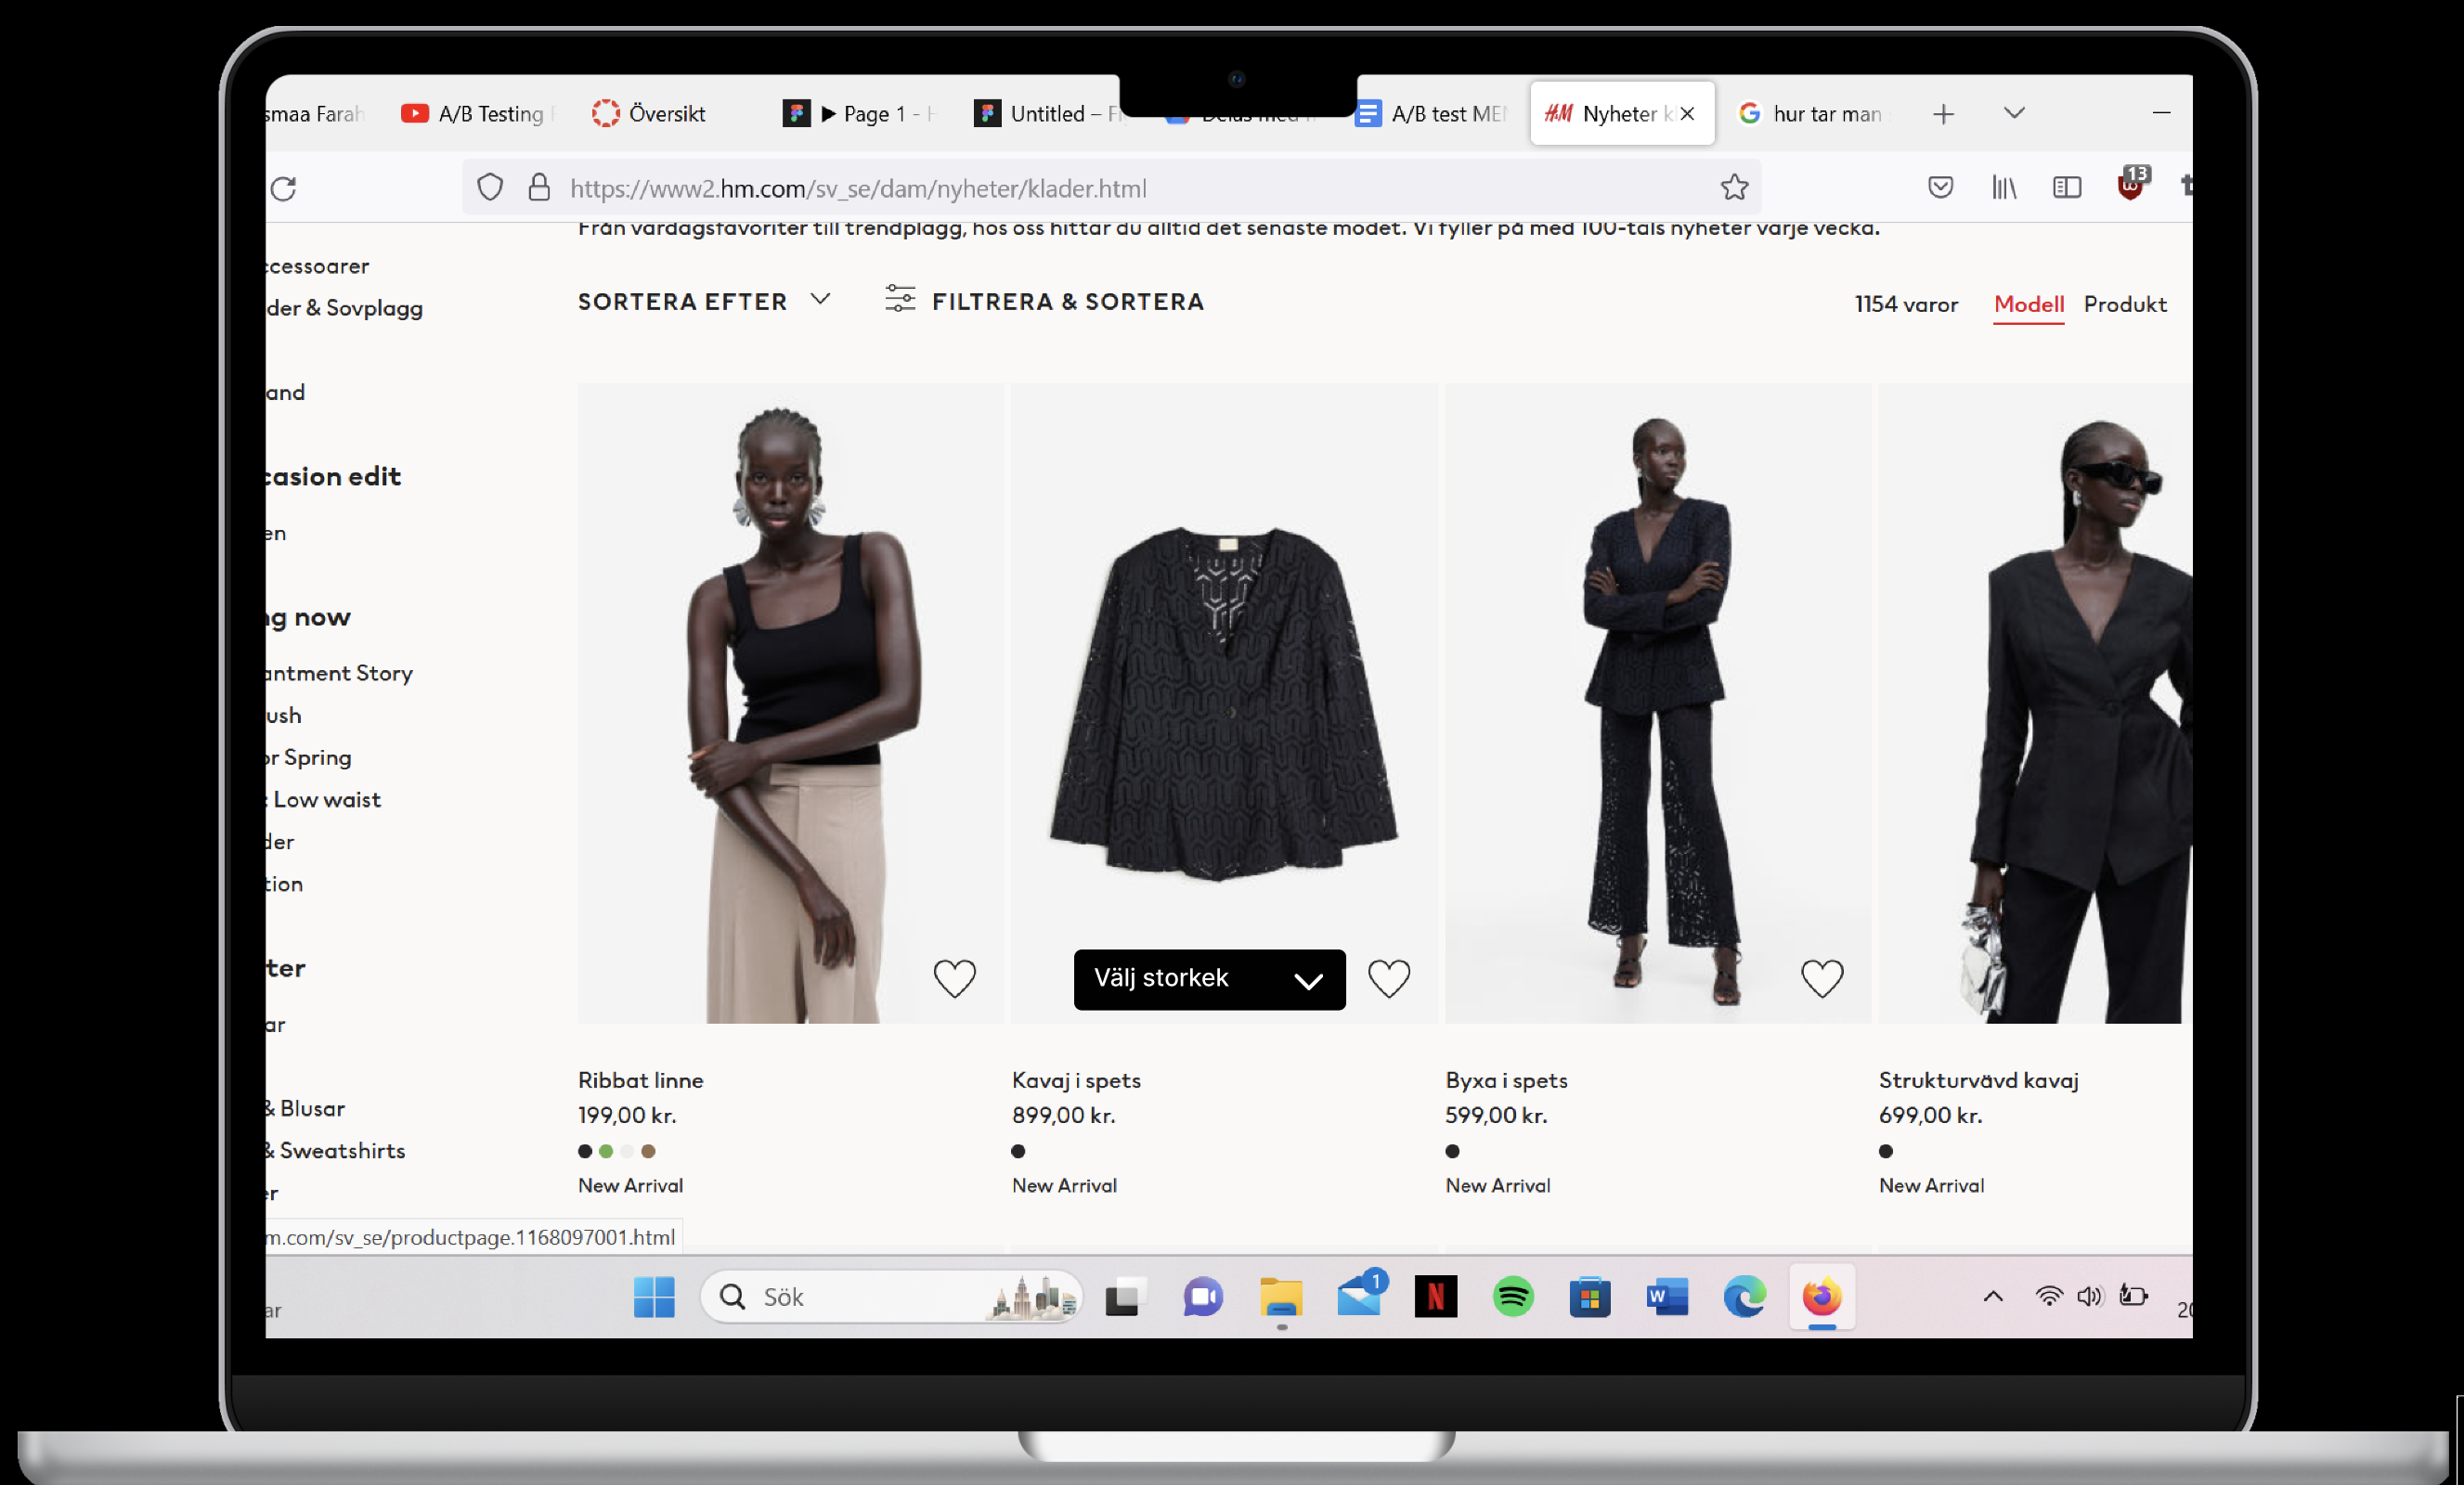 smaa Farah
A/B Testing
Översikt
Page 1 -
Untitled – Fi
A/B test MEN
H&M
Nyheter k
hur tar man
https://www2.hm.com/sv_se/dam/nyheter/klader.html
13
Från vardagsfavoriter till trendplagg, hos oss hittar du alltid det senaste modet. Vi fyller på med 100-tals nyheter varje vecka.
SORTERA EFTER
FILTRERA & SORTERA
1154 varor
Modell
Produkt
ccessoarer
der & Sovplagg
and
casion edit
en
ng now
antment Story
ush
or Spring
: Low waist
der
tion
ter
ar
& Blusar
& Sweatshirts
er
Välj storkek
Ribbat linne
199,00 kr.
New Arrival
Kavaj i spets
899,00 kr.
New Arrival
Byxa i spets
599,00 kr.
New Arrival
Strukturvävd kavaj
699,00 kr.
New Arrival
m.com/sv_se/productpage.1168097001.html
ar
Sök
1
N
W
20